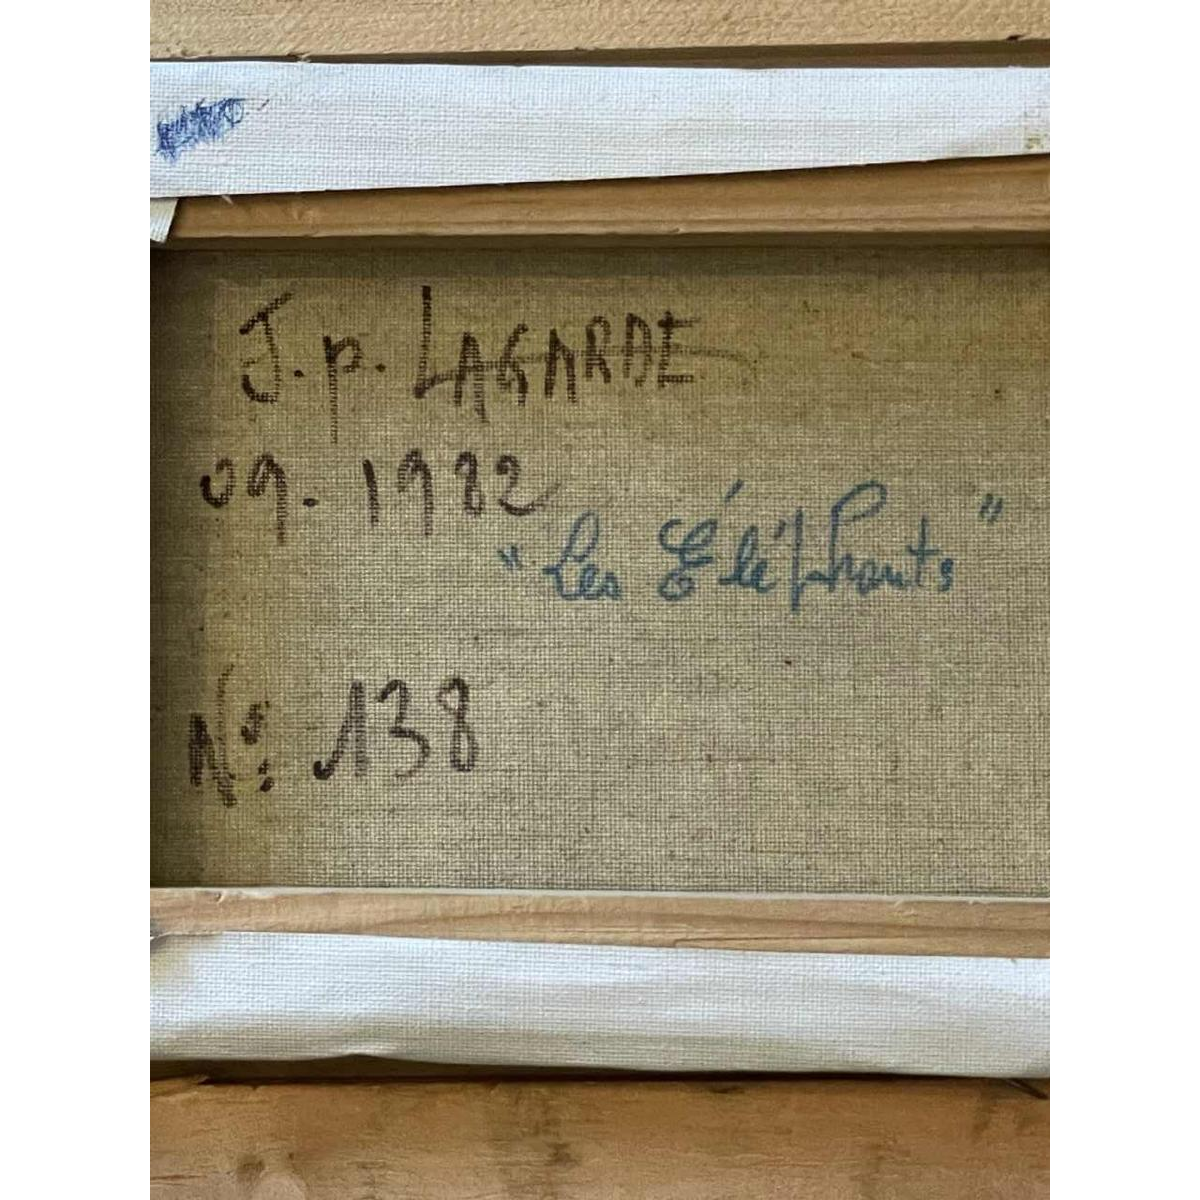 J. p. LAGARDE
09. 1982
"Les Éléphants"
N°: 138